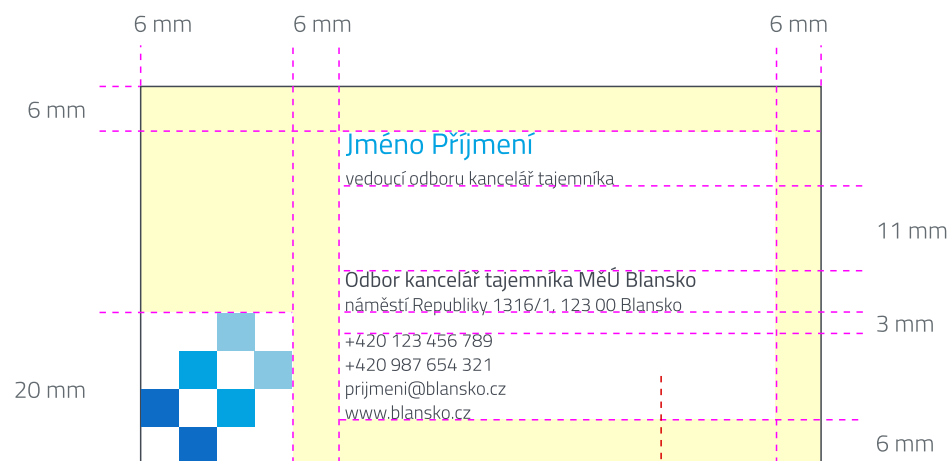 6 mm 6 mm 6 mm
6 mm
Jméno Příjmení
vedoucí odboru kancelář tajemníka
11 mm
Odbor kancelář tajemníka MěÚ Blansko
náměstí Republiky 1316/1, 123 00 Blansko
3 mm
+420 123 456 789
+420 987 654 321
20 mm
prijmeni@blansko.cz
www.blansko.cz
6 mm